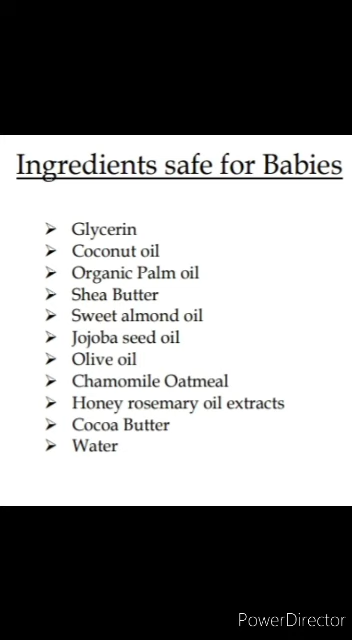 Ingredients safe for Babies
➢ Glycerin
➢ Coconut oil
➢ Organic Palm oil
➢ Shea Butter
➢ Sweet almond oil
➢ Jojoba seed oil
➢ Olive oil
➢ Chamomile Oatmeal
➢ Honey rosemary oil extracts
➢ Cocoa Butter
➢ Water
PowerDirector